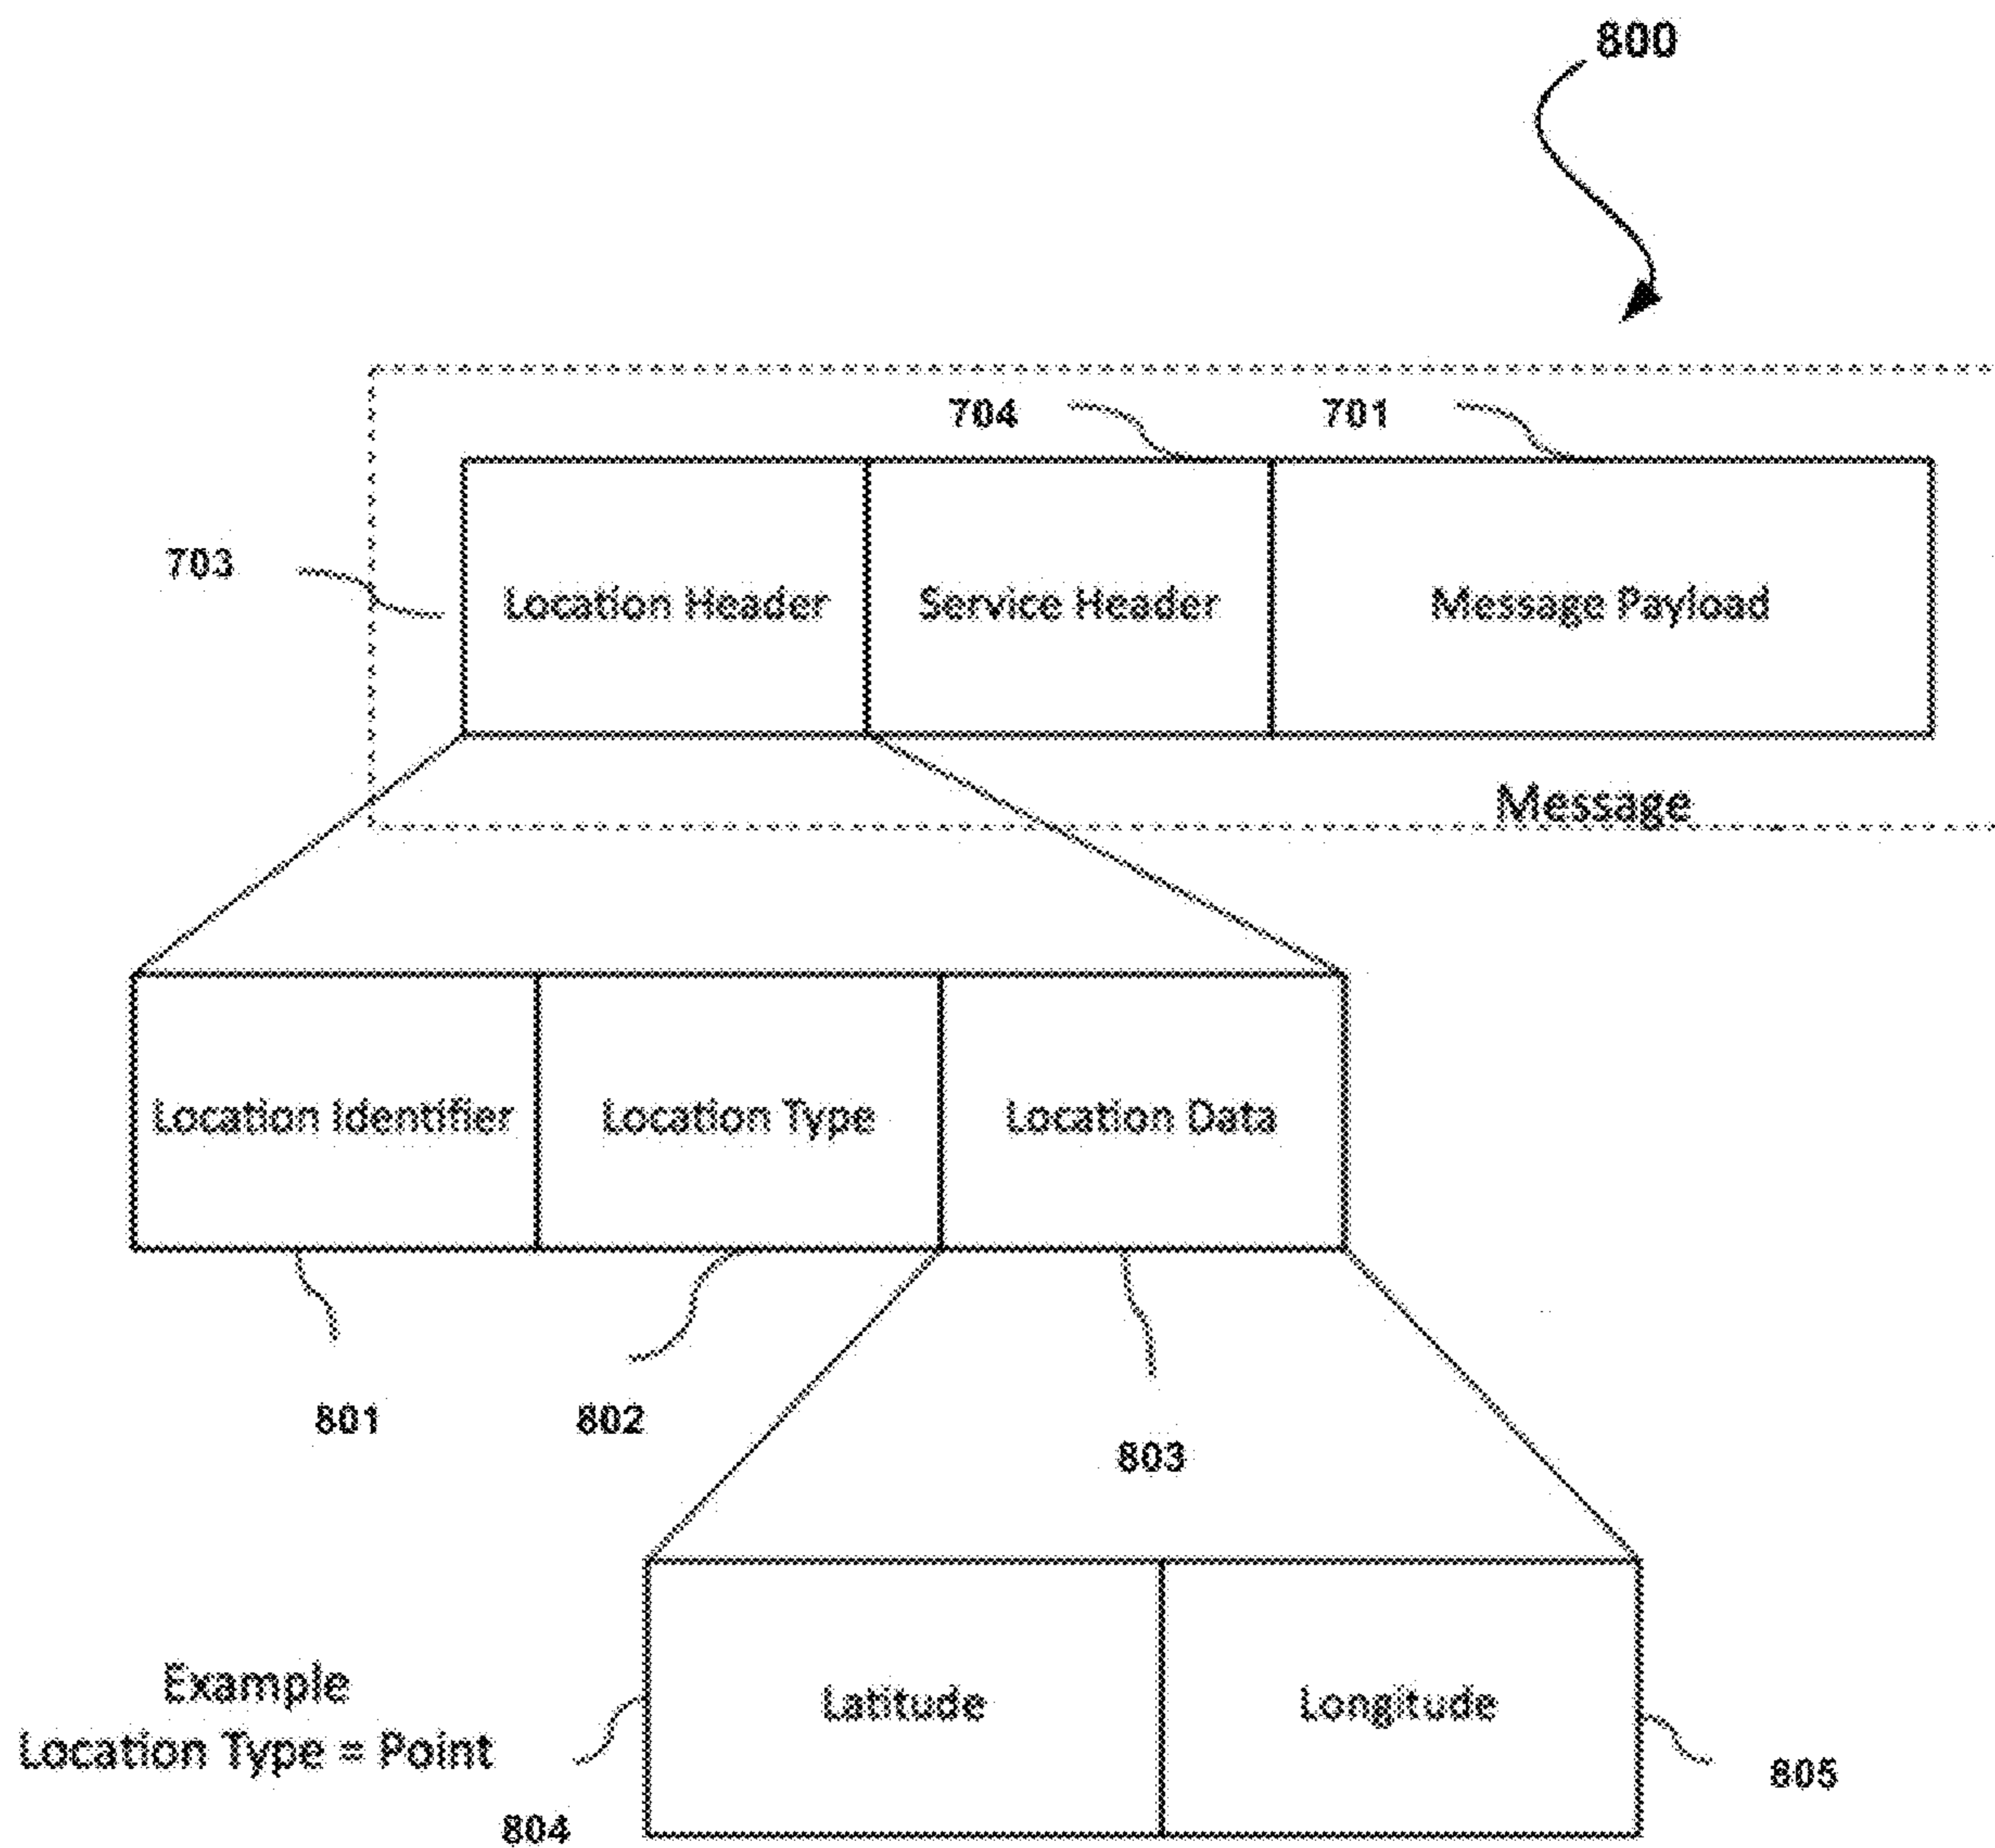 800
704
701
703
Location Header
Service Header
Message Payload
Message
Location Identifier
Location Type
Location Data
801
802
803
Example
Location Type = Point
Latitude
Longitude
804
805